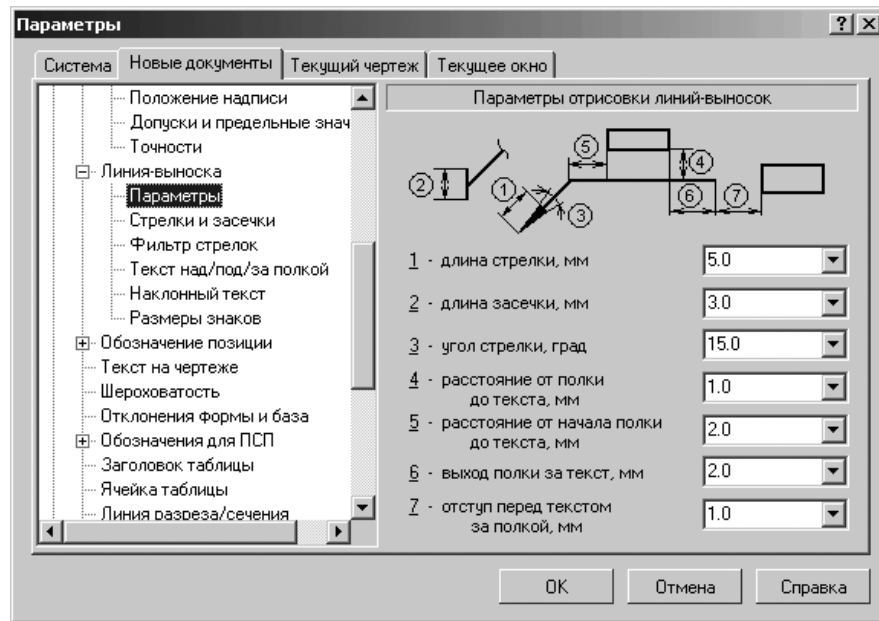 Параметры
Система Новые документы Текущий чертеж Текущее окно
Положение надписи
Допуски и предельные знач
Точности
Линия-выноска
Параметры
Стрелки и засечки
Фильтр стрелок
Текст над/под/за полкой
Наклонный текст
Размеры знаков
Обозначение позиции
Текст на чертеже
Шероховатость
Отклонения формы и база
Обозначения для ПСП
Заголовок таблицы
Ячейка таблицы
Линия разреза/сечения
Параметры отрисовки линий-выносок
5
4
2
1
6
7
3
1 - длина стрелки, мм 5.0
2 - длина засечки, мм 3.0
3 - угол стрелки, град 15.0
4 - расстояние от полки
до текста, мм 1.0
5 - расстояние от начала полки
до текста, мм 2.0
6 - выход полки за текст, мм 2.0
7 - отступ перед текстом
за полкой, мм 1.0
OK Отмена Справка